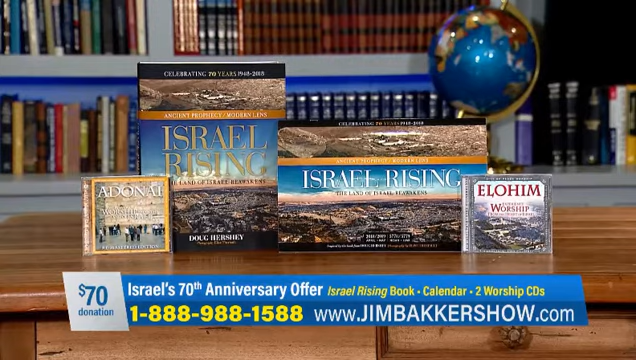 CELEBRATING 70 YEARS 1948-2018
ANCIENT PROPHECY / MODERN LENS
ISRAEL
RISING
THE LAND OF ISRAEL REAWAKENS
DOUG HERSHEY
CELEBRATING 70 YEARS 1948-2018
ANCIENT PROPHECY / MODERN LENS
ISRAEL RISING
THE LAND OF ISRAEL REAWAKENS
ADONAI
ELOHIM
WORSHIP
$70
donation
Israel's 70th Anniversary Offer Israel Rising Book • Calendar • 2 Worship CDs
1-888-988-1588 www.JIMBAKKERSHOW.com